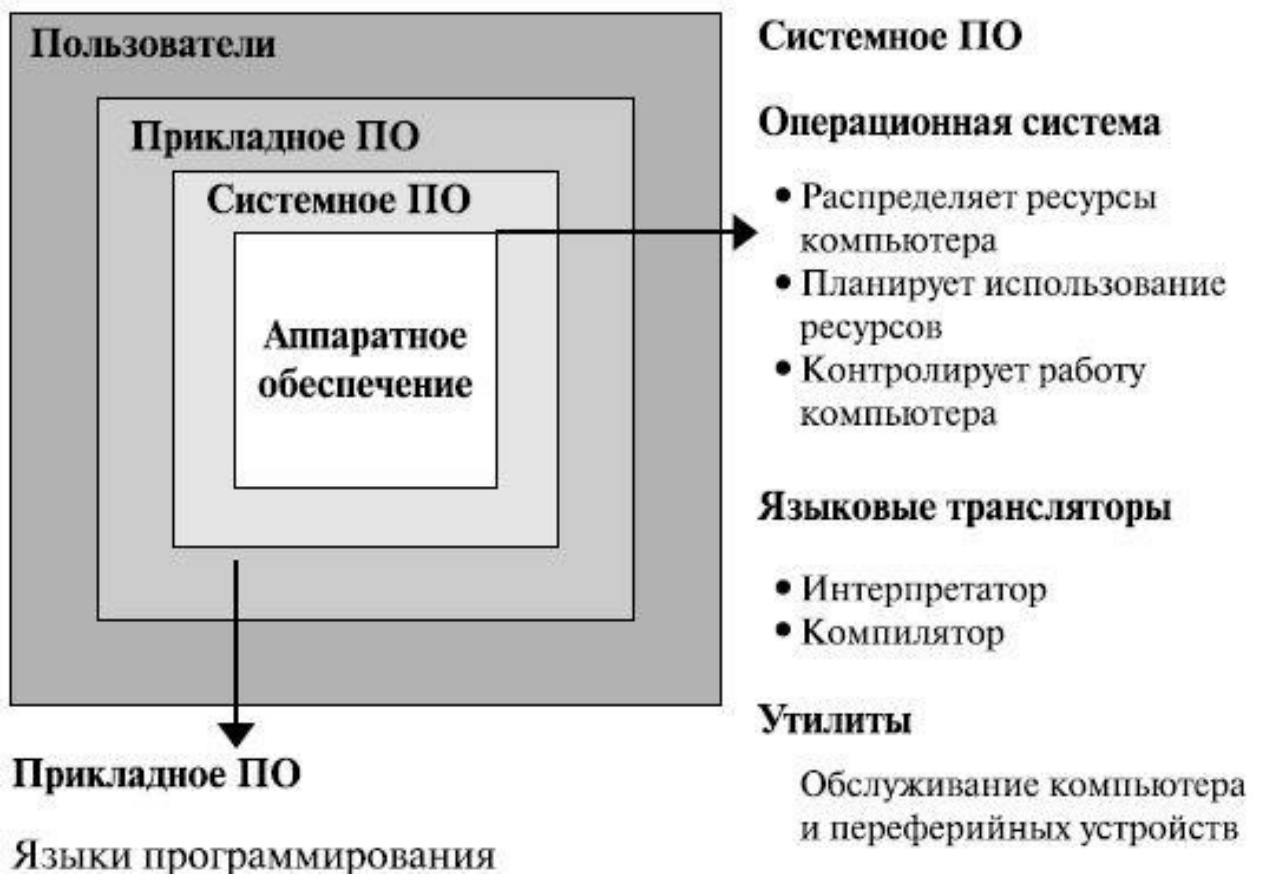 Пользователи
Прикладное ПО
Системное ПО
Аппаратное
обеспечение
Прикладное ПО
Языки программирования
Системное ПО
Операционная система
• Распределяет ресурсы
компьютера
• Планирует использование
ресурсов
• Контролирует работу
компьютера
Языковые трансляторы
• Интерпретатор
• Компилятор
Утилиты
Обслуживание компьютера
и переферийных устройств